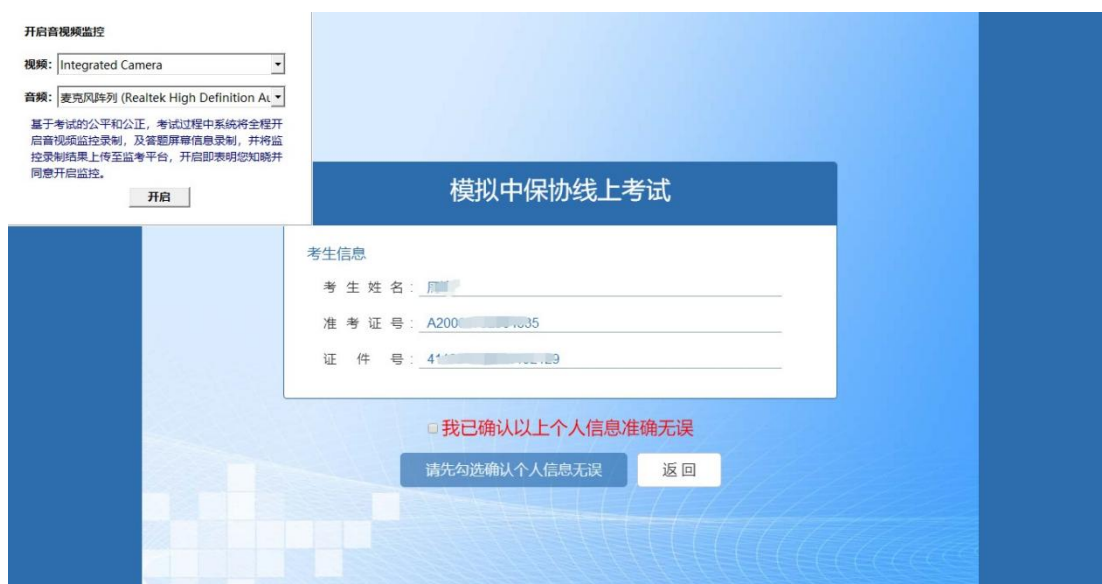 开启音视频监控
视频： Integrated Camera
音频： 麦克风阵列 (Realtek High Definition Au
基于考试的公平和公正，考试过程中系统将全程开
启音视频监控录制，及答题屏幕信息录制，并将监
控录制结果上传至监考平台，开启即表明您知晓并
同意开启监控。
开启
模拟中保协线上考试
考生信息
考生姓名：
准考证号：
证件号：
我已确认以上个人信息准确无误
请先勾选确认个人信息无误 返回